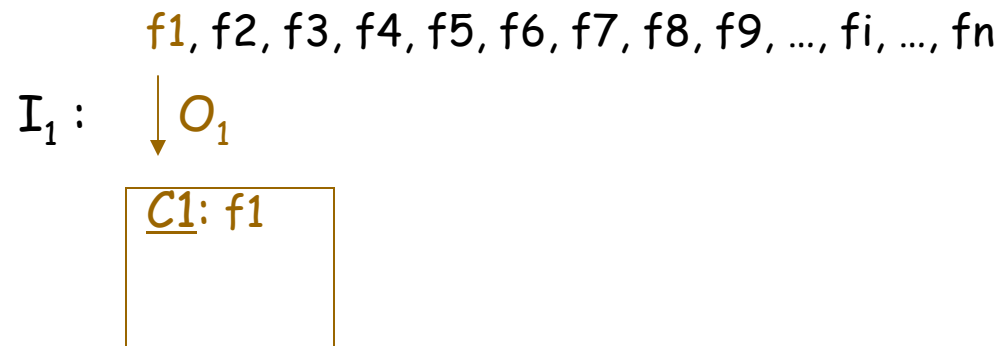 f1, f2, f3, f4, f5, f6, f7, f8, f9, …, fi, …, fn
I₁ : O₁
C1: f1